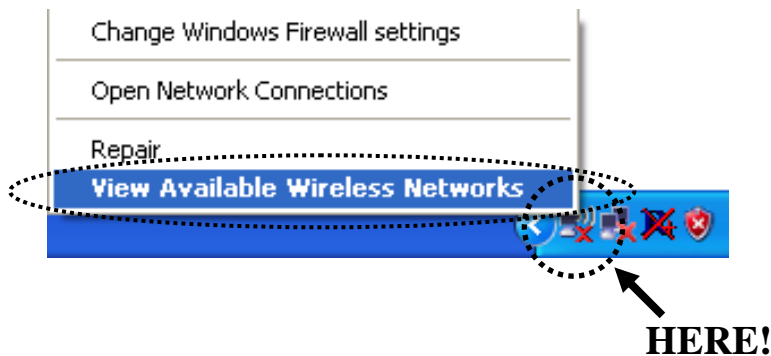 Change Windows Firewall settings
Open Network Connections
Repair
View Available Wireless Networks
HERE!